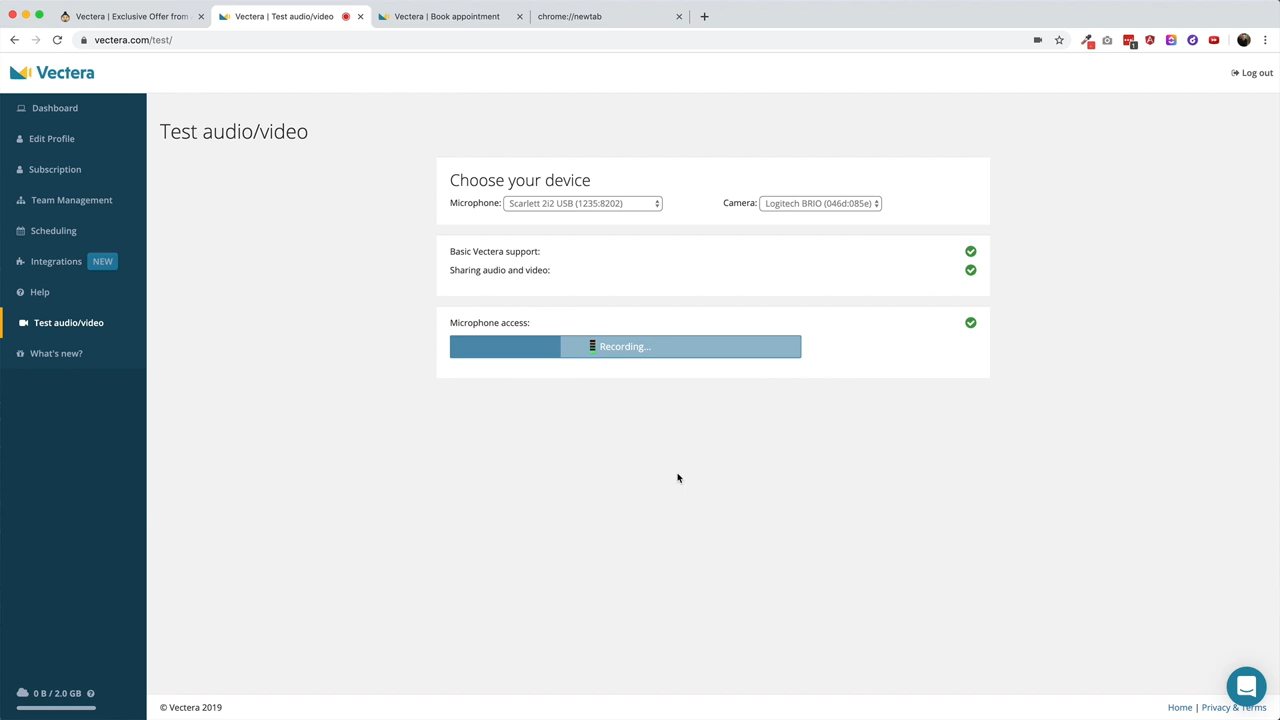 Vectera | Exclusive Offer from
Vectera | Test audio/video
Vectera | Book appointment
chrome://newtab
vectera.com/test/
1
Vectera
Log out
Dashboard
Edit Profile
Subscription
Team Management
Scheduling
Integrations NEW
Help
Test audio/video
What's new?
0 B / 2.0 GB
Test audio/video
Choose your device
Microphone: Scarlett 2i2 USB (1235:8202)
Camera: Logitech BRIO (046d:085e)
Basic Vectera support:
Sharing audio and video:
Microphone access:
Recording...
© Vectera 2019
Home | Privacy & Terms